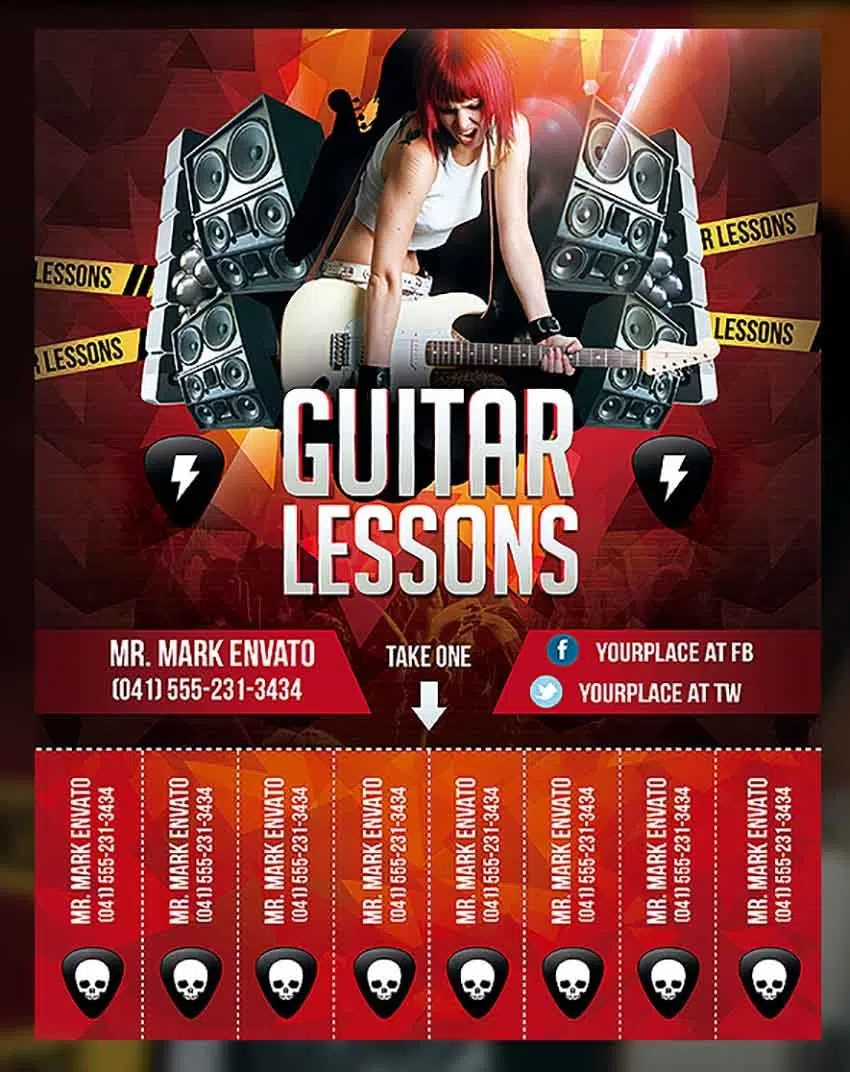 R LESSONS
LESSONS
LESSONS
R LESSONS
GUITAR
LESSONS
MR. MARK ENVATO
(041) 555-231-3434
TAKE ONE
f
YOURPLACE AT FB
YOURPLACE AT TW
MR. MARK ENVATO
(041) 555-231-3434
MR. MARK ENVATO
(041) 555-231-3434
MR. MARK ENVATO
(041) 555-231-3434
MR. MARK ENVATO
(041) 555-231-3434
MR. MARK ENVATO
(041) 555-231-3434
MR. MARK ENVATO
(041) 555-231-3434
MR. MARK ENVATO
(041) 555-231-3434
MR. MARK ENVATO
(041) 555-231-3434